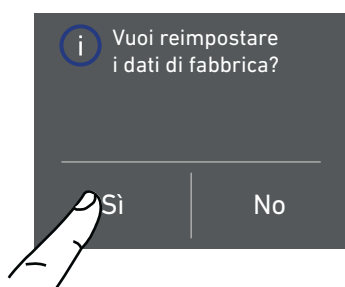 i
Vuoi reimpostare
i dati di fabbrica?
Sì
No